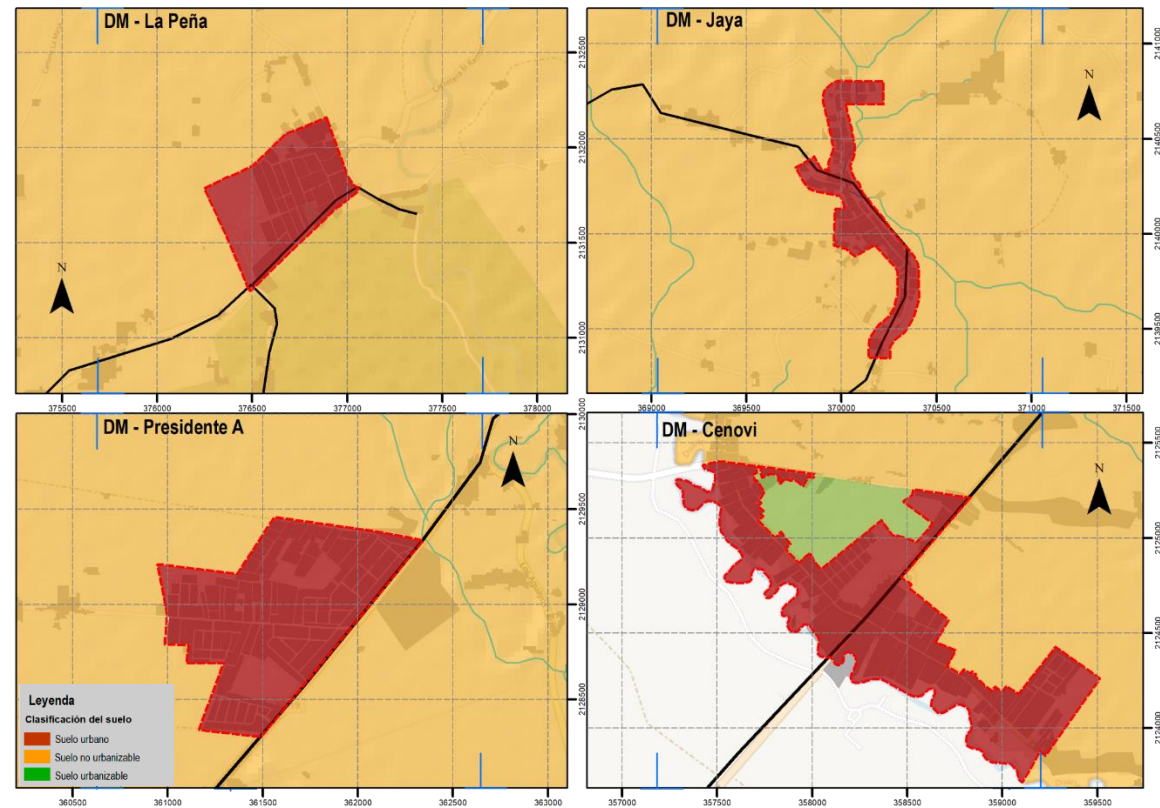 DM - La Peña
N
2132500
2132000
2131500
2131000
375500 376000 376500 377000 377500 378000
DM - Jaya
N
2141000
2140500
2140000
2139500
369000 369500 370000 370500 371000 371500
DM - Presidente A
N
2130000
2129500
2129000
2128500
Leyenda
Clasificación del suelo
Suelo urbano
Suelo no urbanizable
Suelo urbanizable
360500 361000 361500 362000 362500 363000
DM - Cenovi
N
2125500
2125000
2124500
2124000
357000 357500 358000 358500 359000 359500